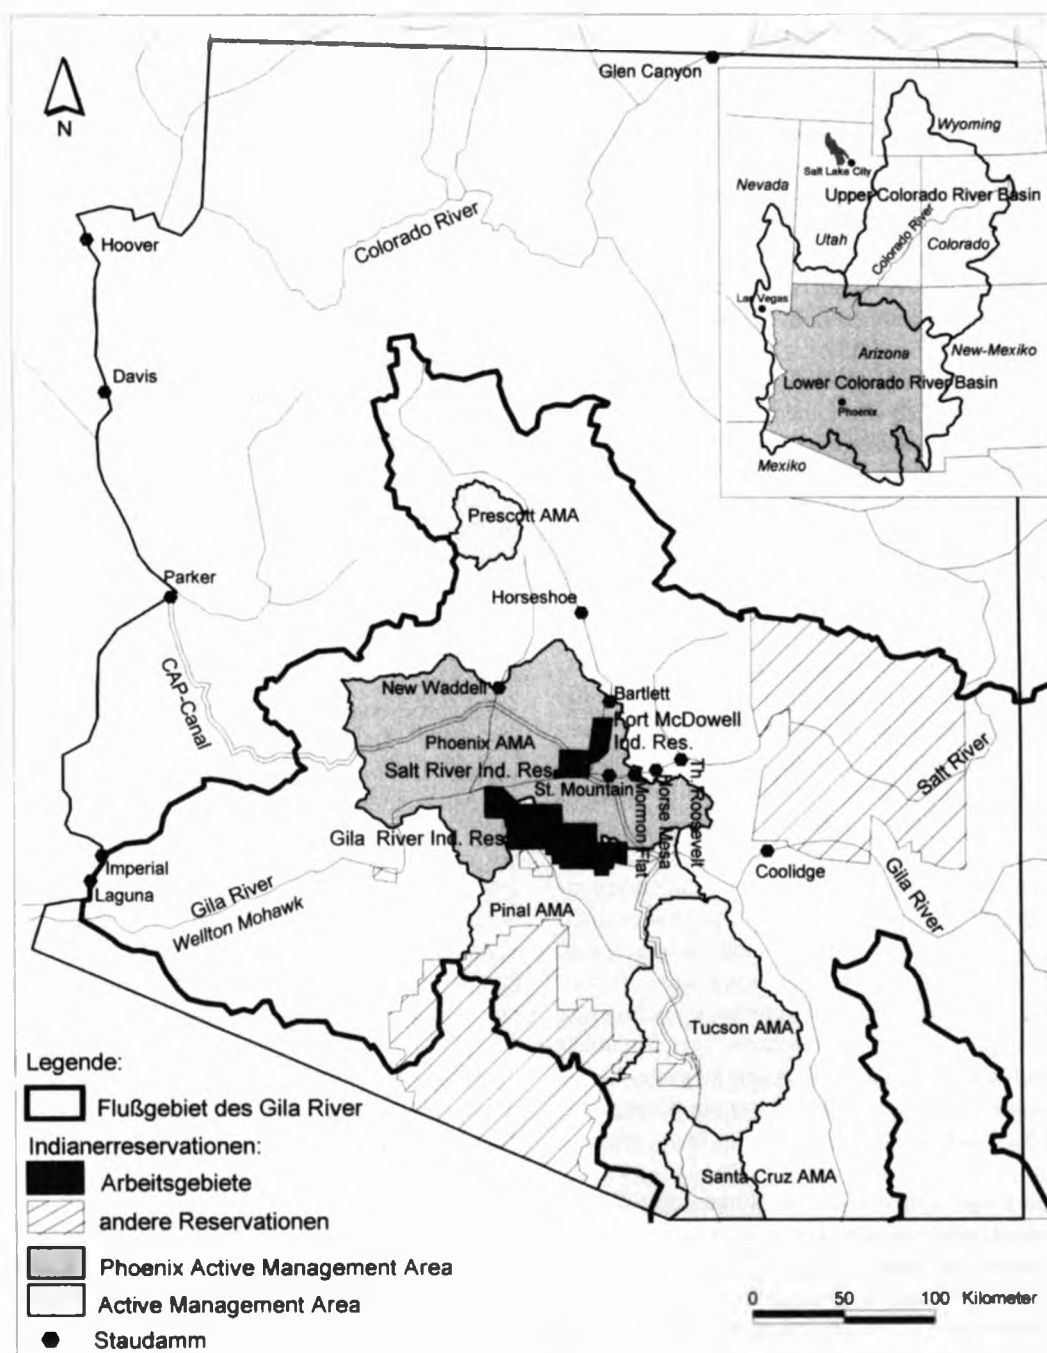 Glen Canyon
N
Wyoming
Salt Lake City
Nevada
Upper Colorado River Basin
Utah
Colorado River
Colorado
Las Vegas
Arizona
New-Mexiko
Lower Colorado River Basin
Phoenix
Mexiko
Colorado River
Hoover
Davis
Prescott AMA
Parker
Horseshoe
CAP-Canal
New Waddell
Bartlett
Fort McDowell
Ind. Res.
Phoenix AMA
Salt River Ind. Res.
St. Mountain
Mormon Flat
Horse Mesa
Th. Roosevelt
Salt River
Gila River Ind. Res.
Imperial
Laguna
Coolidge
Gila River
Gila River
Wellton Mohawk
Pinal AMA
Tucson AMA
Santa Cruz AMA
Legende:
Flußgebiet des Gila River
Indianerreservationen:
Arbeitsgebiete
andere Reservationen
Phoenix Active Management Area
Active Management Area
Staudamm
0 50 100 Kilometer